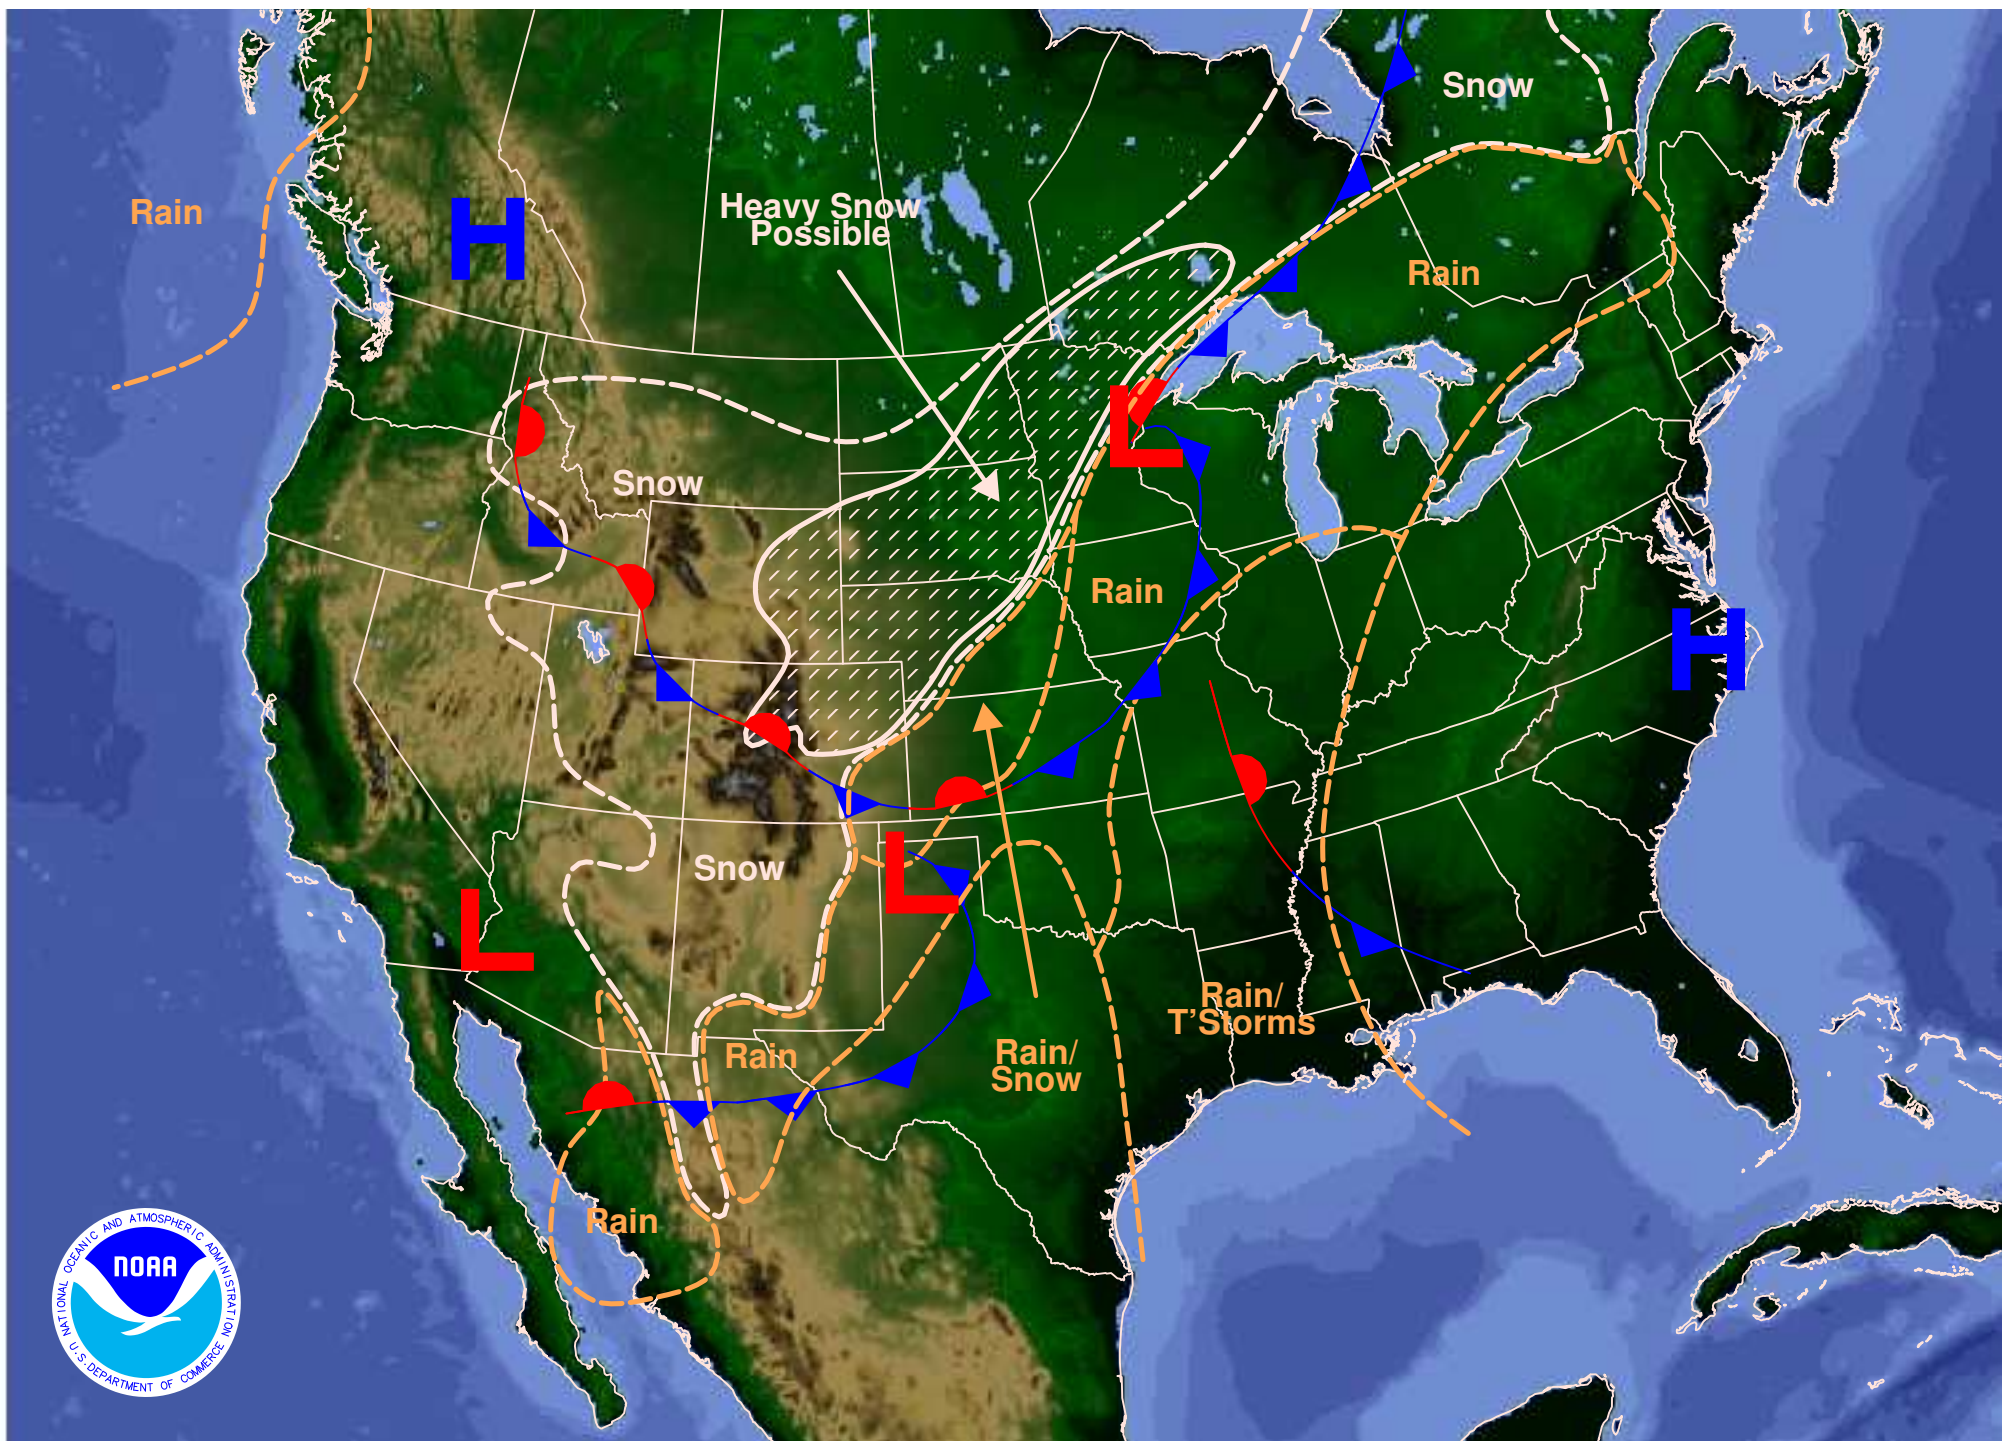 Snow
Heavy Snow
Possible
Rain
H
Rain
L
Snow
Rain
H
L
Snow
L
Rain/
T'Storms
Rain
Rain/
Snow
Rain
NATIONAL OCEANIC AND ATMOSPHERIC ADMINISTRATION
NOAA
U.S. DEPARTMENT OF COMMERCE